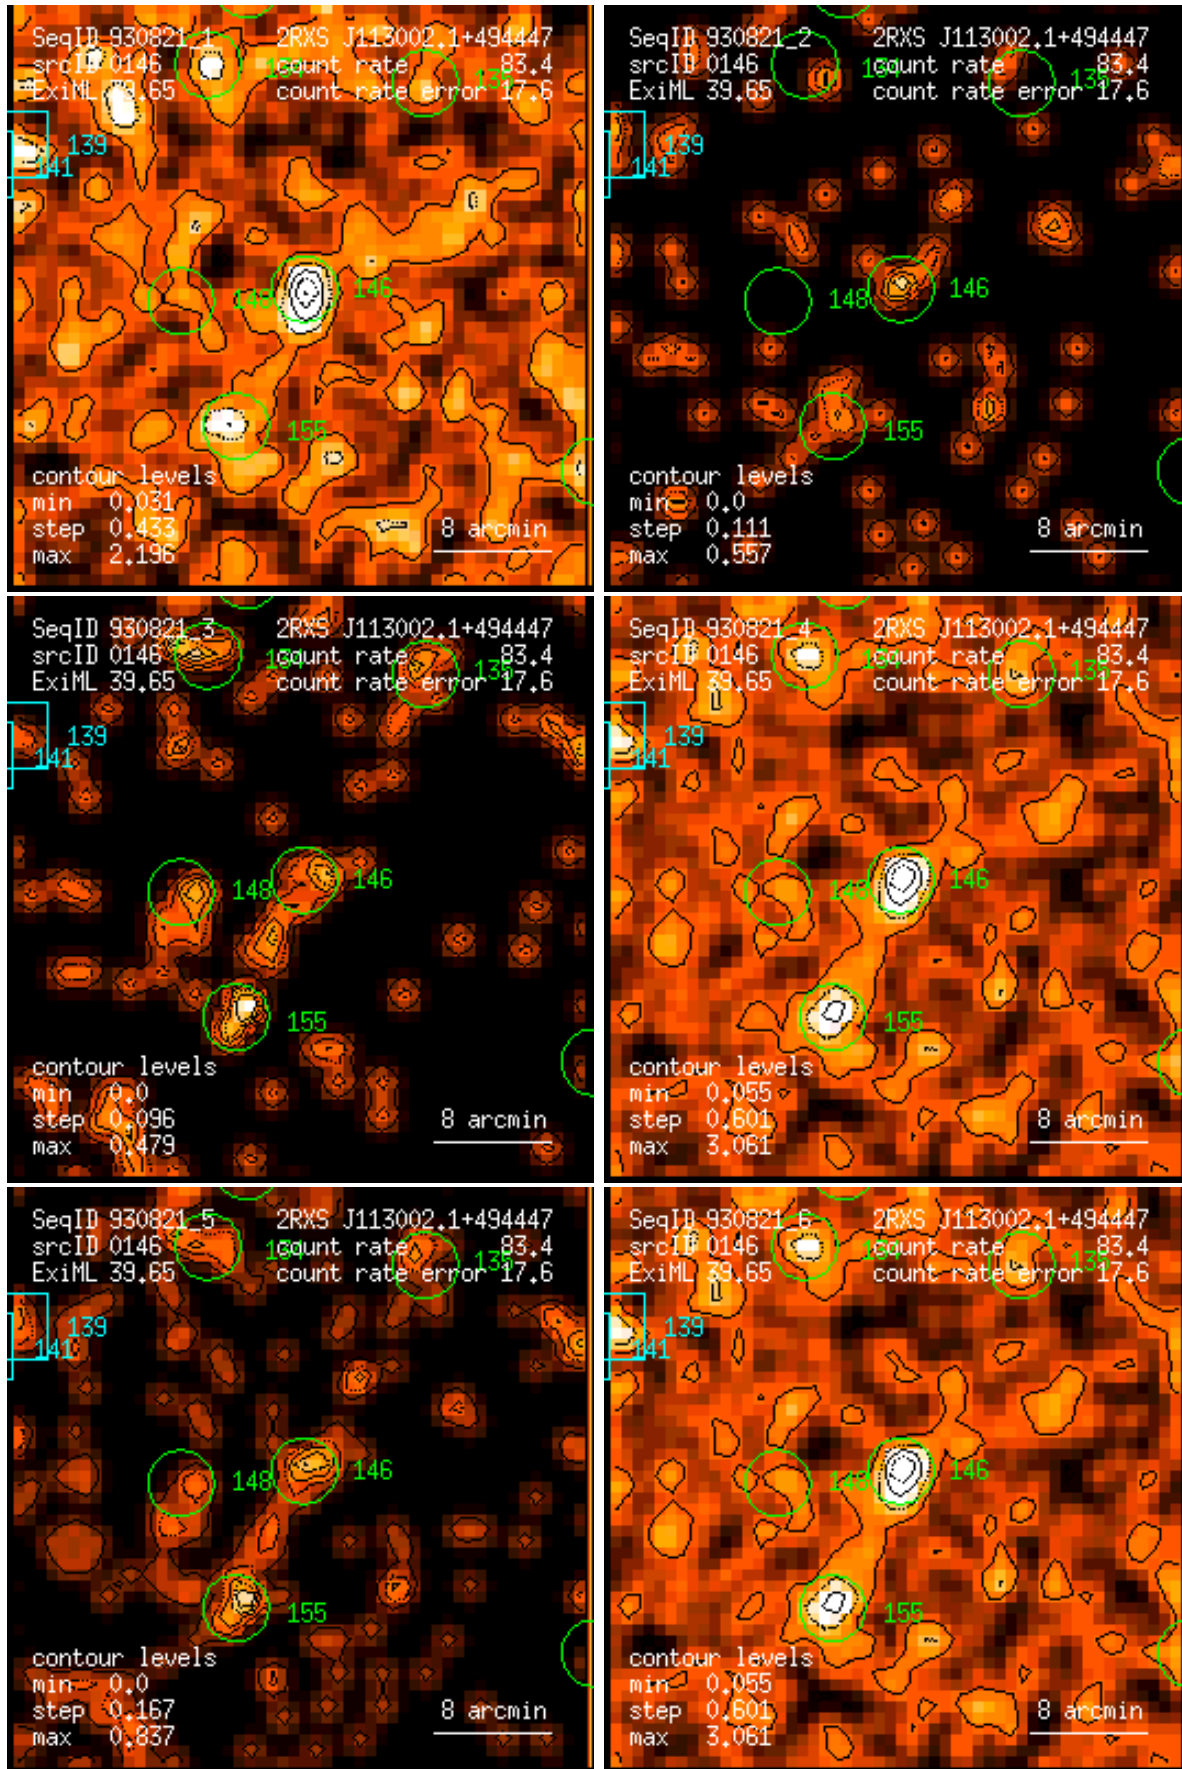 SeqID 930821_1 2RXS J113002.1+494447
srcID 0146 134 count rate 135 83.4
ExiML 39.65 count rate error 17.6
139
141
148 146
155
contour levels
min 0.031
step 0.433 8 arcmin
max 2.196
SeqID 930821_2 2RXS J113002.1+494447
srcID 0146 134 count rate 135 83.4
ExiML 39.65 count rate error 17.6
139
141
148 146
155
contour levels
min 0.0
step 0.111 8 arcmin
max 0.557
SeqID 930821_3 2RXS J113002.1+494447
srcID 0146 134 count rate 135 83.4
ExiML 39.65 count rate error 17.6
139
141
148 146
155
contour levels
min 0.0
step 0.096 8 arcmin
max 0.479
SeqID 930821_4 2RXS J113002.1+494447
srcID 0146 134 count rate 135 83.4
ExiML 39.65 count rate error 17.6
139
141
148 146
155
contour levels
min 0.055
step 0.601 8 arcmin
max 3.061
SeqID 930821_5 2RXS J113002.1+494447
srcID 0146 134 count rate 135 83.4
ExiML 39.65 count rate error 17.6
139
141
148 146
155
contour levels
min 0.0
step 0.167 8 arcmin
max 0.837
SeqID 930821_6 2RXS J113002.1+494447
srcID 0146 134 count rate 135 83.4
ExiML 39.65 count rate error 17.6
139
141
148 146
155
contour levels
min 0.055
step 0.601 8 arcmin
max 3.061